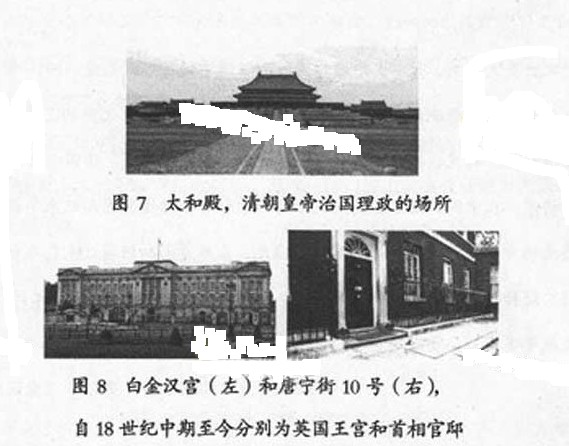 图 7 太和殿，清朝皇帝治国理政的场所
图 8 白金汉宫（左）和唐宁街 10 号（右），
自 18 世纪中期至今分别为英国王宫和首相官邸